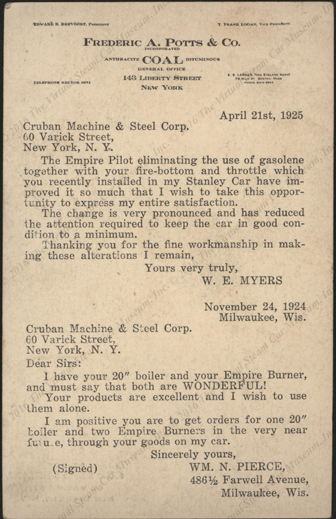 FREDERIC A. POTTS & CO.
INCORPORATED
ANTHRACITE COAL BITUMINOUS
GENERAL OFFICE
143 LIBERTY STREET
NEW YORK
April 21st, 1925
Cruban Machine & Steel Corp.
60 Varick Street,
New York, N. Y.
The Empire Pilot eliminating the use of gasolene
together with your fire-bottom and throttle which
you recently installed in my Stanley Car have im-
proved it so much that I wish to take this oppor-
tunity to express my entire satisfaction.
The change is very pronounced and has reduced
the attention required to keep the car in good con-
dition to a minimum.
Thanking you for the fine workmanship in mak-
ing these alterations I remain,
Yours very truly,
W. E. MYERS
November 24, 1924
Milwaukee, Wis.
Cruban Machine & Steel Corp.
60 Varick Street,
New York, N. Y.
Dear Sirs:
I have your 20" boiler and your Empire Burner,
and must say that both are WONDERFUL!
Your products are excellent and I wish to use
them alone.
I am positive you are to get orders for one 20"
boiler and two Empire Burners in the very near
future, through your goods on my car.
Sincerely yours,
(Signed) WM. N. PIERCE,
486½ Farwell Avenue,
Milwaukee, Wis.